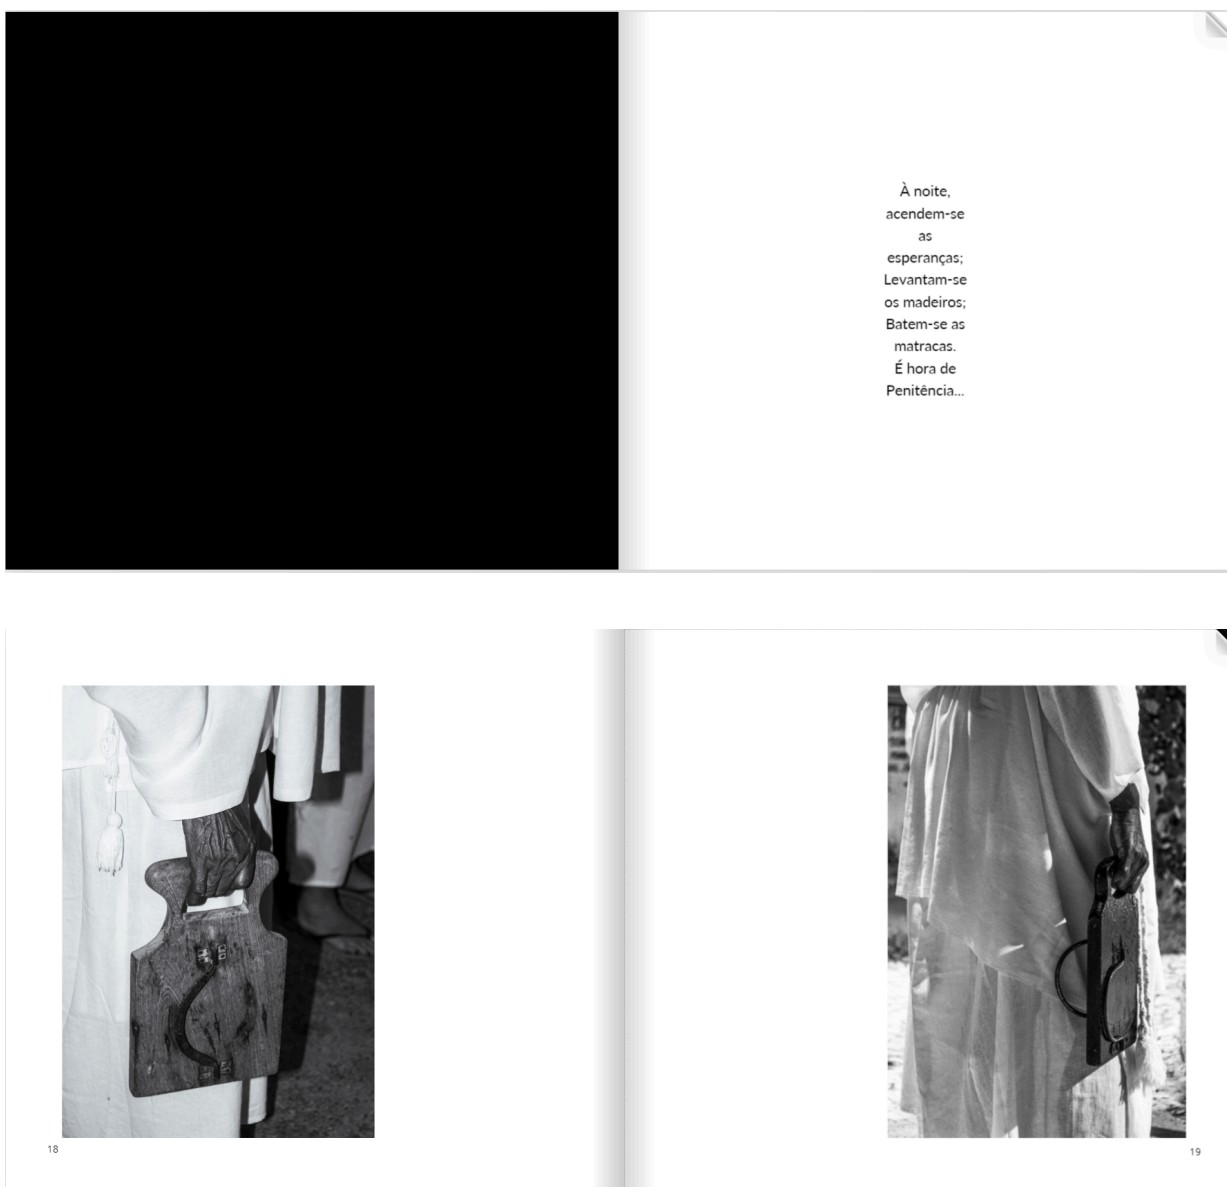 À noite,
acendem-se
as
esperanças;
Levantam-se
os madeiros;
Batem-se as
matracas.
É hora de
Penitência...
18
19